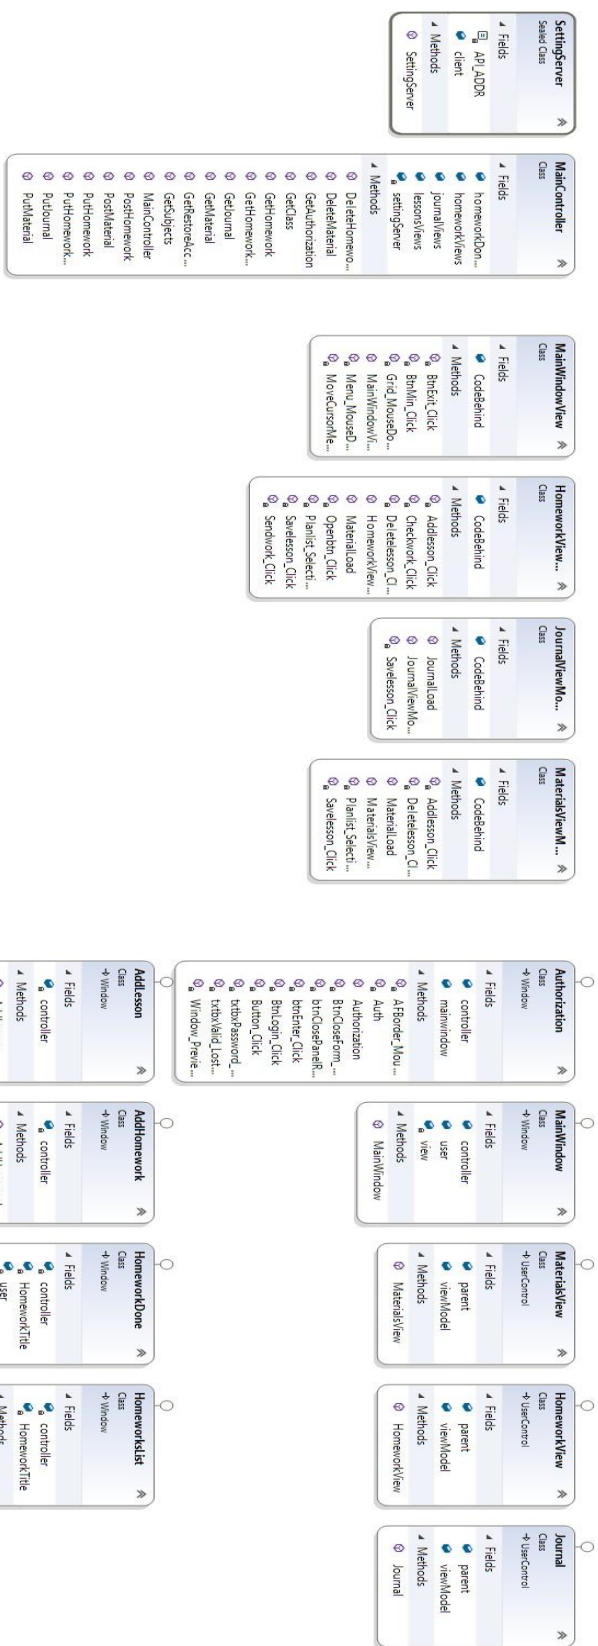 SettingServer
Sealed Class
Fields
API_ADDR
client
Methods
SettingServer
MainController
Class
Fields
homeworkDon...
homeworkViews
journalViews
lessonsViews
settingServer
Methods
DeleteHomewo...
DeleteMaterial
GetAuthorization
GetClass
GetHomework
GetHomework...
GetJournal
GetMaterial
GetRestoreAcc...
GetSubjects
MainController
PostHomework
PostMaterial
PutHomework
PutHomework...
PutJournal
PutMaterial
MainWindowView
Class
Fields
CodeBehind
Methods
BtnExit_Click
BtnMin_Click
Grid_MouseDo...
MainWindowVi...
Menu_MouseD...
MoveCursorMe...
HomeworkView...
Class
Fields
CodeBehind
Methods
Addlesson_Click
Checkwork_Click
Deletelesson_Cl...
HomeworkView...
MaterialLoad
Openbtn_Click
Planlist_Selecti...
Savelesson_Click
Sendwork_Click
JournalViewMo...
Class
Fields
CodeBehind
Methods
JournalLoad
JournalViewMo...
Savelesson_Click
MaterialsViewM...
Class
Fields
CodeBehind
Methods
Addlesson_Click
Deletelesson_Cl...
MaterialLoad
MaterialsView...
Planlist_Selecti...
Savelesson_Click
Authorization
Class
Window
Fields
controller
mainwindow
Methods
AFBorder_Mou...
Auth
Authorization
BtnCloseForm_...
btnClosePanelR...
btnEnter_Click
BtnLogin_Click
Button_Click
txtbxPassword_...
txtbxValid_Lost...
Window_Previe...
MainWindow
Class
Window
Fields
controller
user
view
Methods
MainWindow
MaterialsView
Class
UserControl
Fields
parent
viewModel
Methods
MaterialsView
HomeworkView
Class
UserControl
Fields
parent
viewModel
Methods
HomeworkView
Journal
Class
UserControl
Fields
parent
viewModel
Methods
Journal
AddLesson
Class
Window
Fields
controller
Methods
AddHomework
Class
Window
Fields
controller
Methods
HomeworkDone
Class
Window
Fields
controller
HomeworkTitle
user
HomeworksList
Class
Window
Fields
controller
HomeworkTitle
Methods